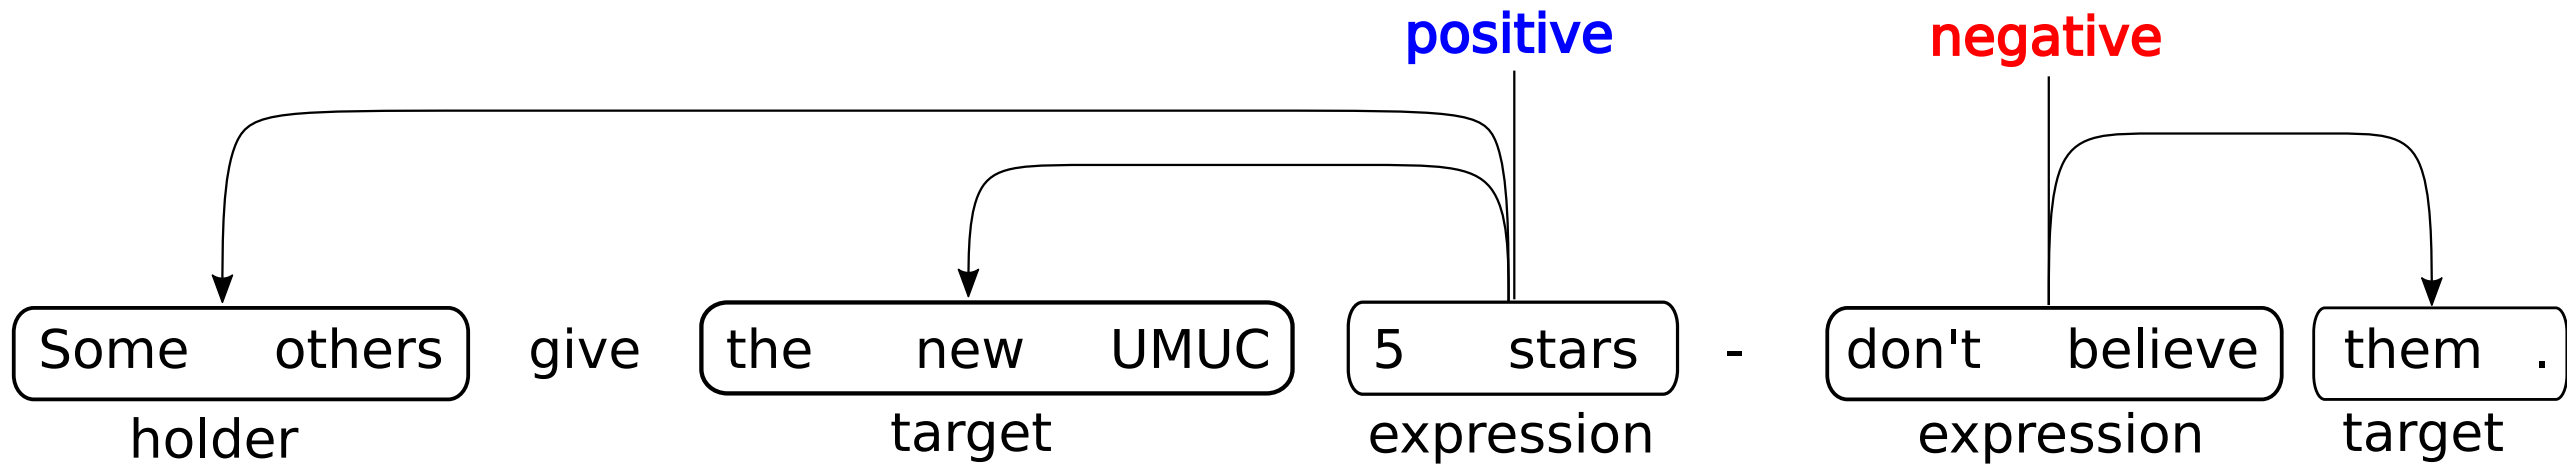 positive negative
Some others give the new UMUC 5 stars - don't believe them .
holder target expression expression target